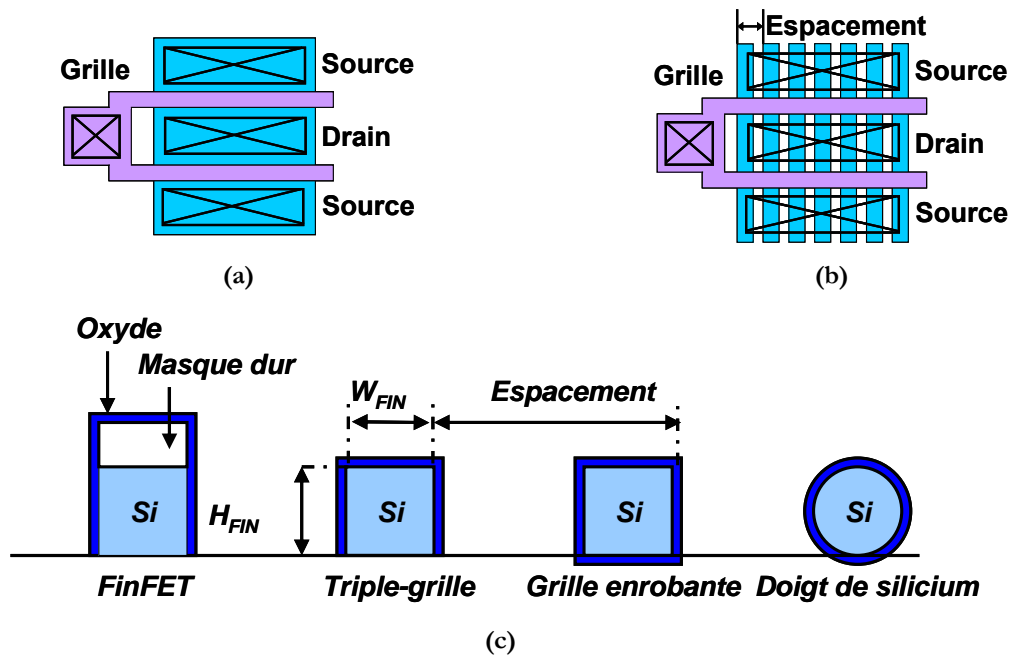 Grille
Source
Drain
Source
(a)
Espacement
Grille
Source
Drain
Source
(b)
Oxyde
Masque dur
Si
FinFET
W_FIN
Espacement
H_FIN
Si
Triple-grille
Si
Grille enrobante
Si
Doigt de silicium
(c)